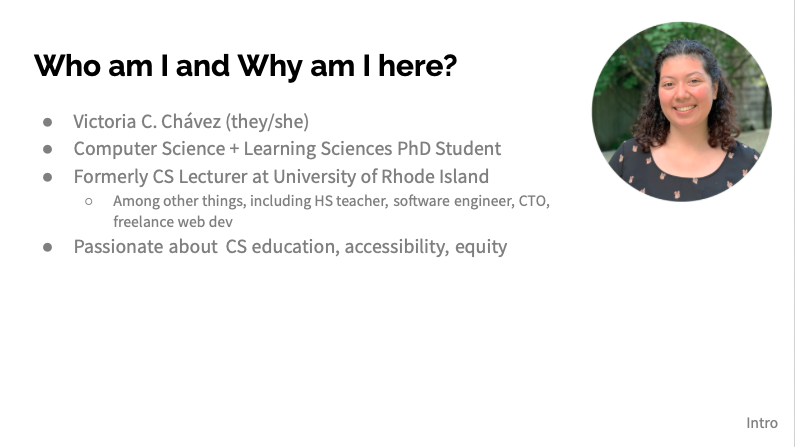 Who am I and Why am I here?
● Victoria C. Chávez (they/she)
● Computer Science + Learning Sciences PhD Student
● Formerly CS Lecturer at University of Rhode Island
○ Among other things, including HS teacher, software engineer, CTO,
freelance web dev
● Passionate about CS education, accessibility, equity
Intro